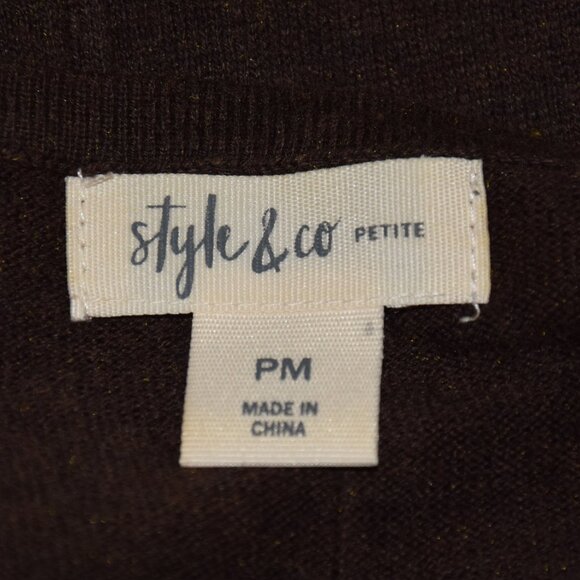 style & co PETITE
PM
MADE IN
CHINA